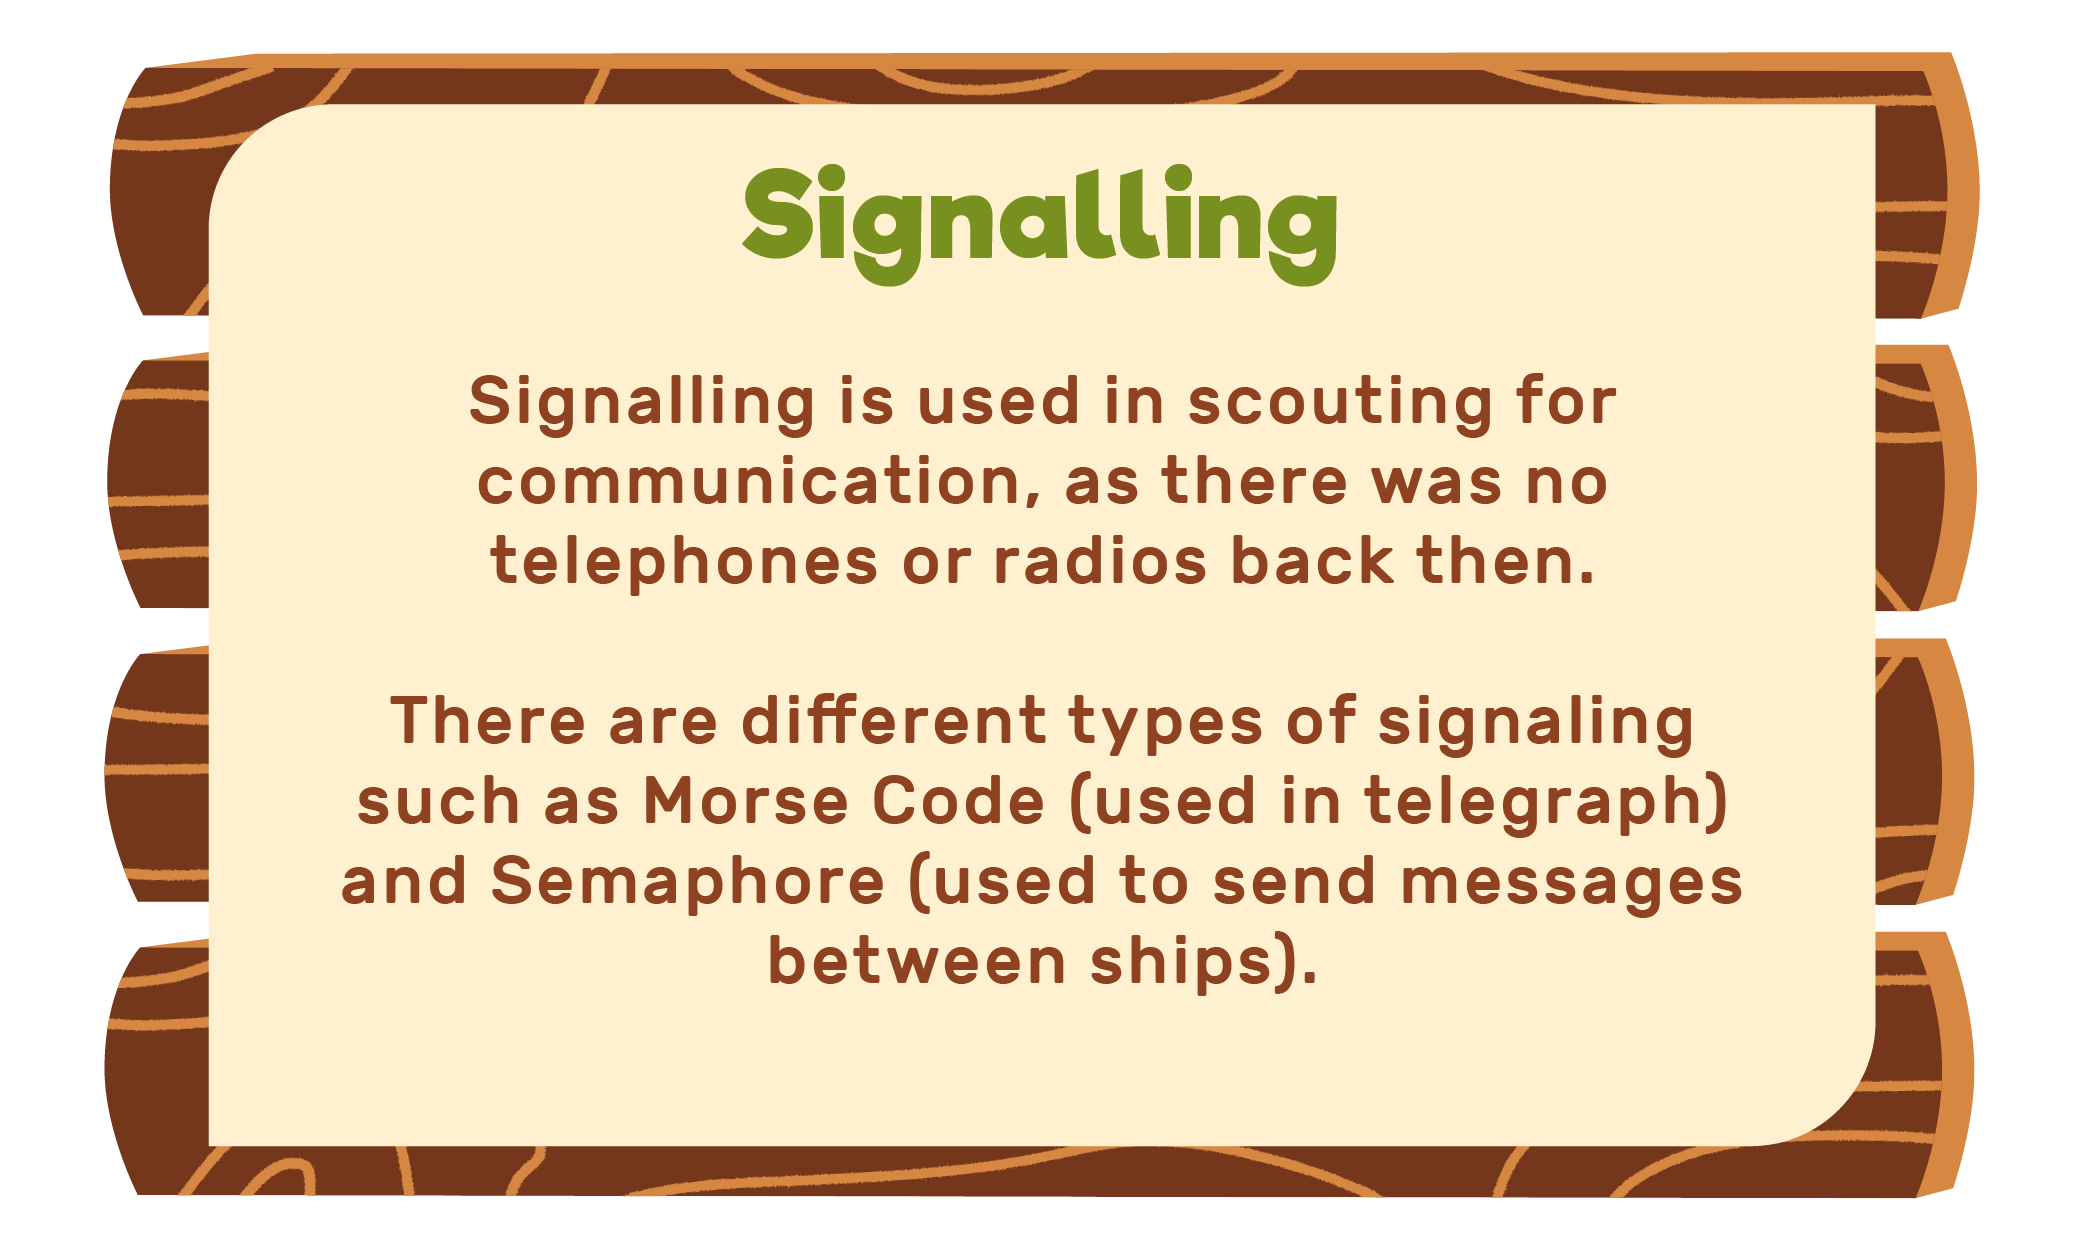 Signalling
Signalling is used in scouting for
communication, as there was no
telephones or radios back then.
There are different types of signaling
such as Morse Code (used in telegraph)
and Semaphore (used to send messages
between ships).